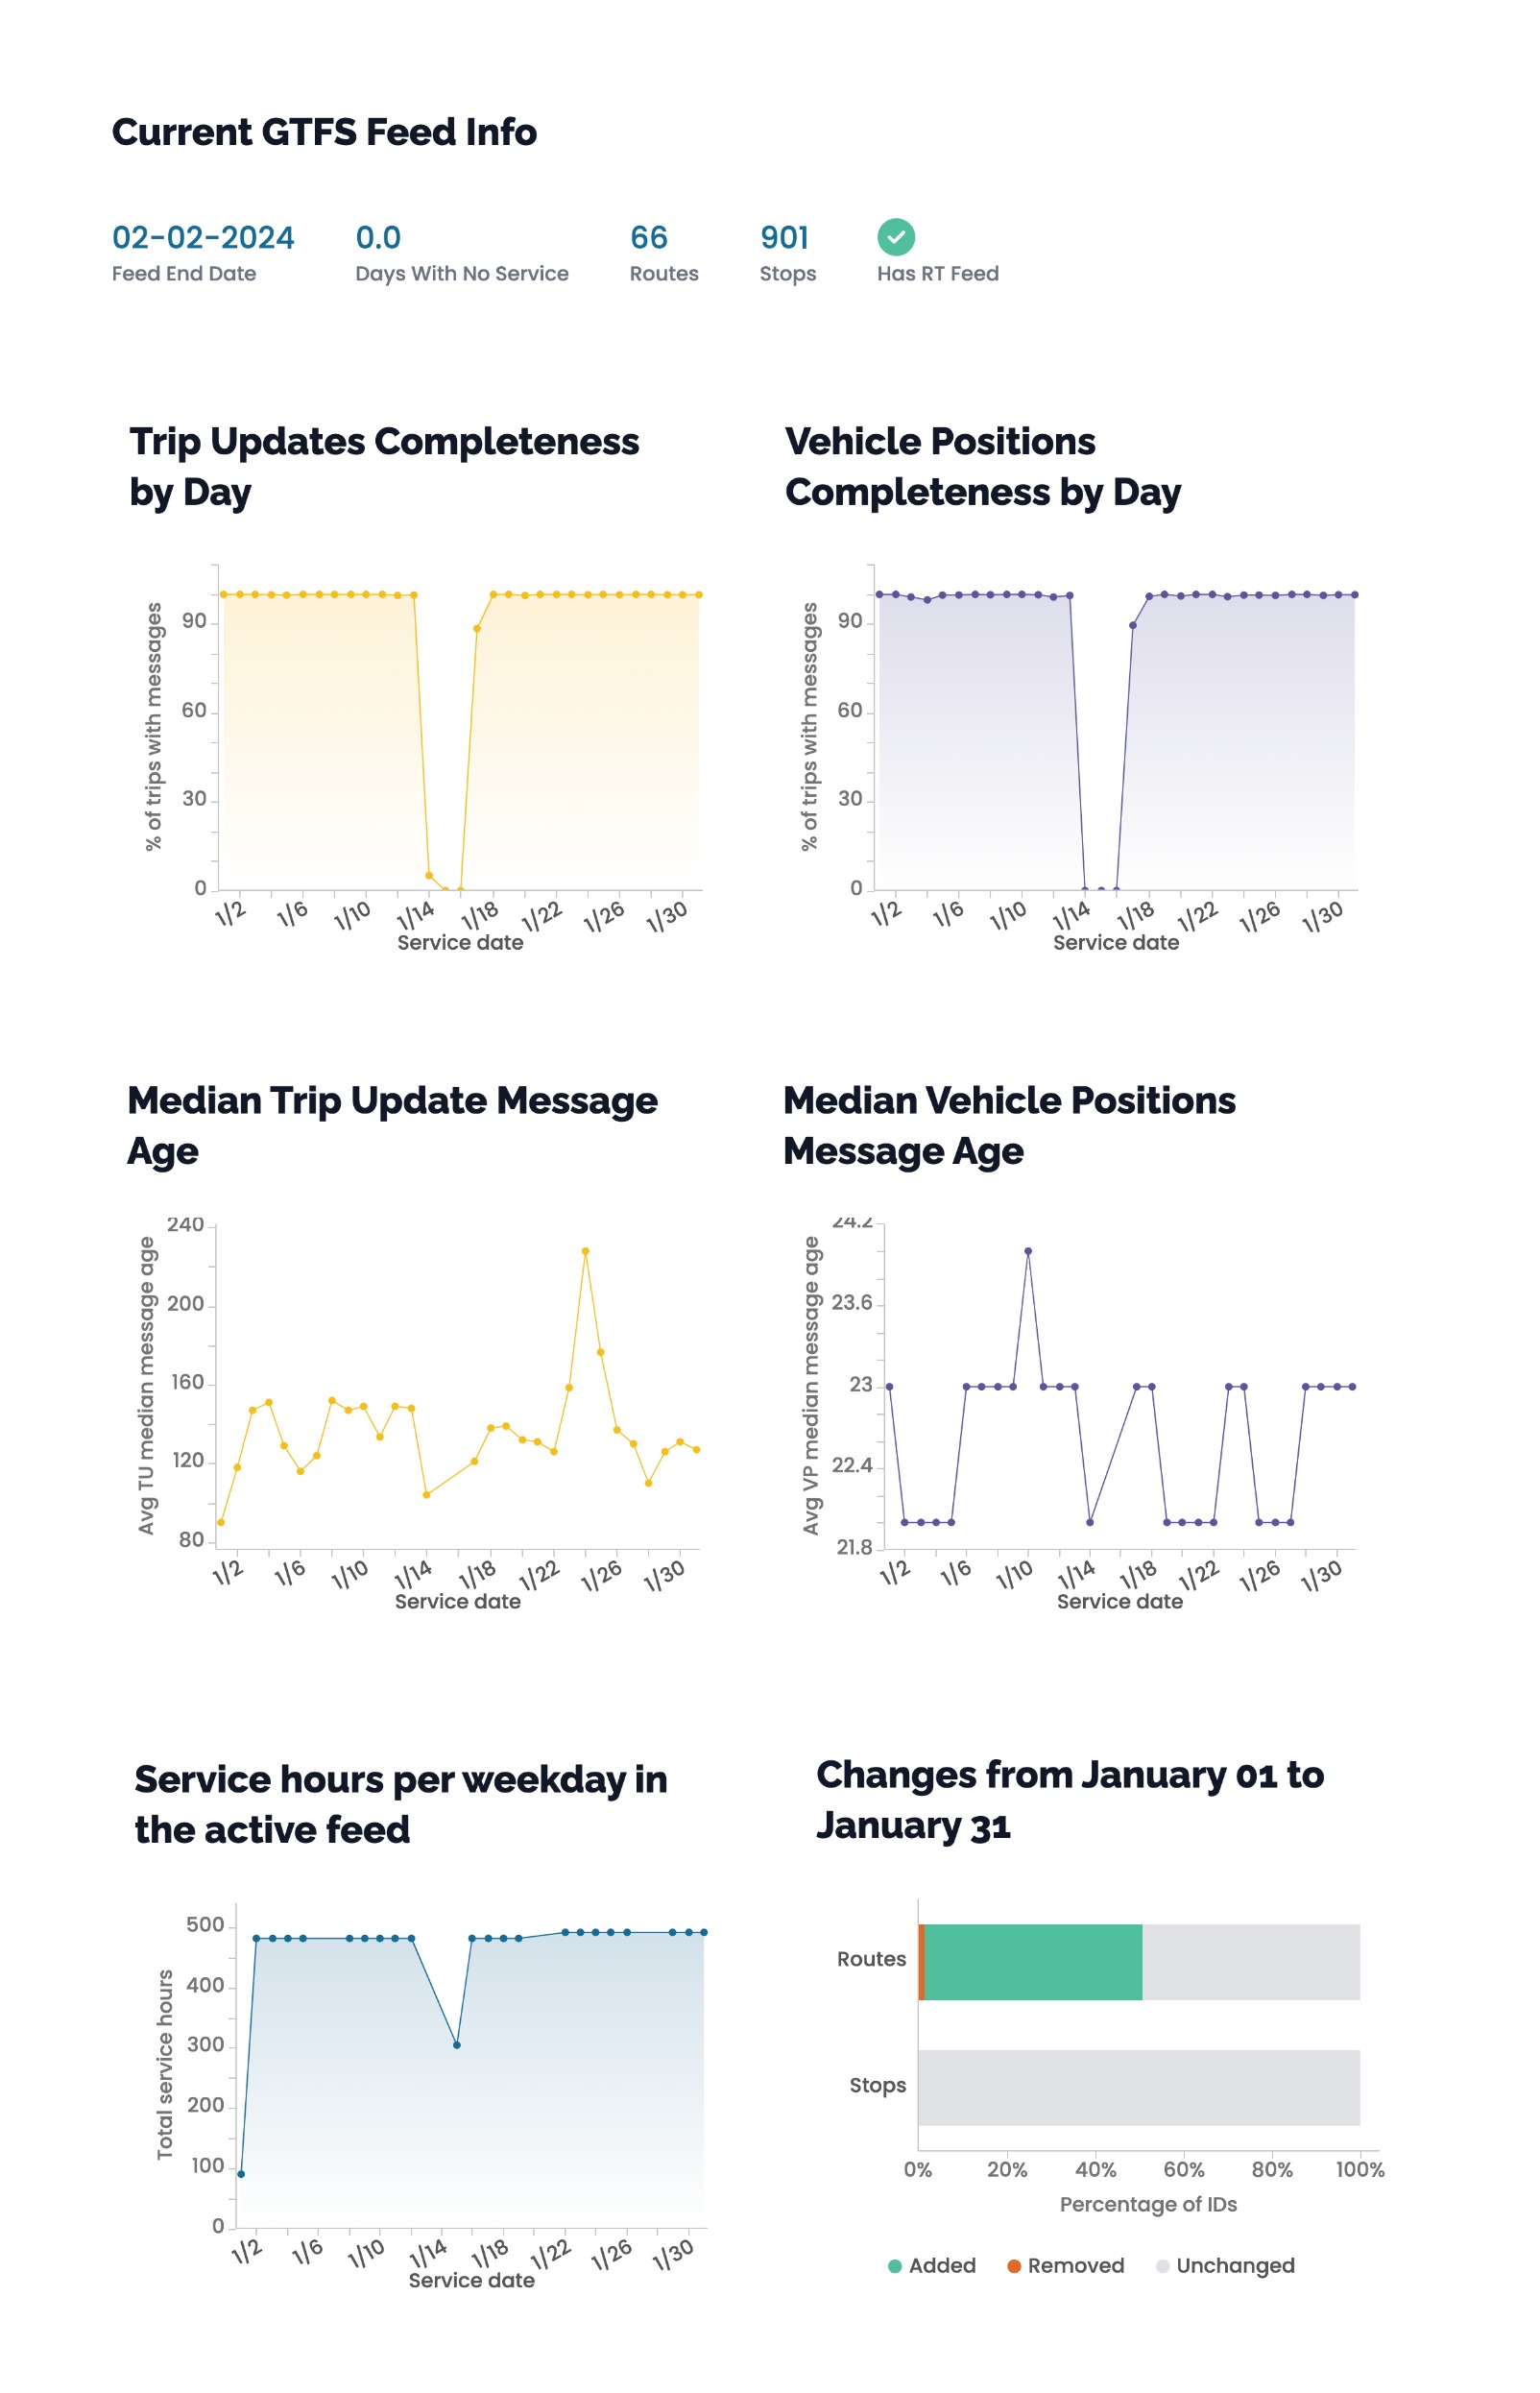 Current GTFS Feed Info
02-02-2024
Feed End Date
0.0
Days With No Service
66
Routes
901
Stops
Has RT Feed
Trip Updates Completeness
by Day
% of trips with messages
90
60
30
0
1/2
1/6
1/10
1/14
1/18
1/22
1/26
1/30
Service date
Vehicle Positions
Completeness by Day
% of trips with messages
90
60
30
0
1/2
1/6
1/10
1/14
1/18
1/22
1/26
1/30
Service date
Median Trip Update Message
Age
Avg TU median message age
240
200
160
120
80
1/2
1/6
1/10
1/14
1/18
1/22
1/26
1/30
Service date
Median Vehicle Positions
Message Age
Avg VP median message age
24.2
23.6
23
22.4
21.8
1/2
1/6
1/10
1/14
1/18
1/22
1/26
1/30
Service date
Service hours per weekday in
the active feed
Total service hours
500
400
300
200
100
0
1/2
1/6
1/10
1/14
1/18
1/22
1/26
1/30
Service date
Changes from January 01 to
January 31
Routes
Stops
0%
20%
40%
60%
80%
100%
Percentage of IDs
Added
Removed
Unchanged